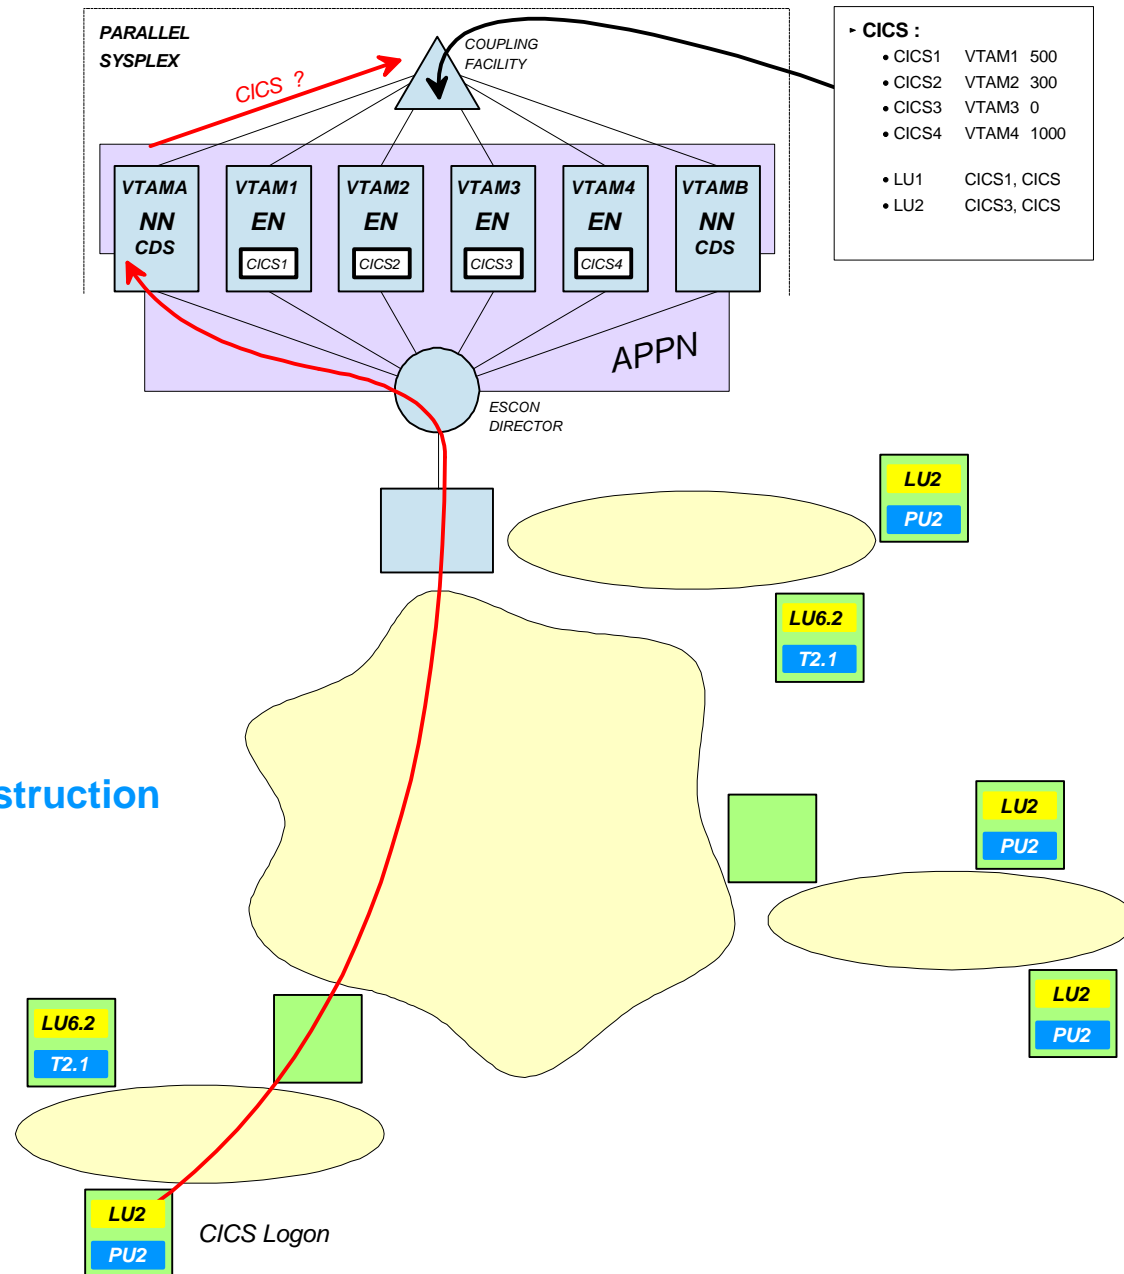 PARALLEL
SYSPLEX
COUPLING
FACILITY
CICS ?
► CICS :
• CICS1 VTAM1 500
• CICS2 VTAM2 300
• CICS3 VTAM3 0
• CICS4 VTAM4 1000
• LU1 CICS1, CICS
• LU2 CICS3, CICS
VTAMA
NN
CDS
VTAM1
EN
CICS1
VTAM2
EN
CICS2
VTAM3
EN
CICS3
VTAM4
EN
CICS4
VTAMB
NN
CDS
APPN
ESCON
DIRECTOR
LU2
PU2
LU6.2
T2.1
struction
LU2
PU2
LU2
PU2
LU6.2
T2.1
LU2
PU2
CICS Logon